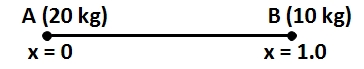 A (20 kg) B (10 kg)
x = 0 x = 1.0